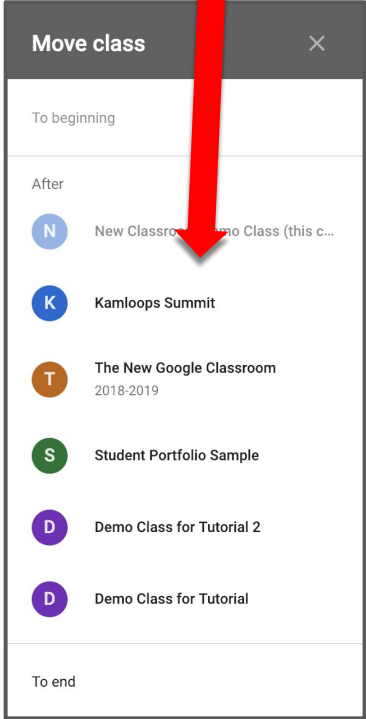 Move class
To beginning
After
N
New Classro mo Class (this c...
K
Kamloops Summit
T
The New Google Classroom
2018-2019
S
Student Portfolio Sample
D
Demo Class for Tutorial 2
D
Demo Class for Tutorial
To end